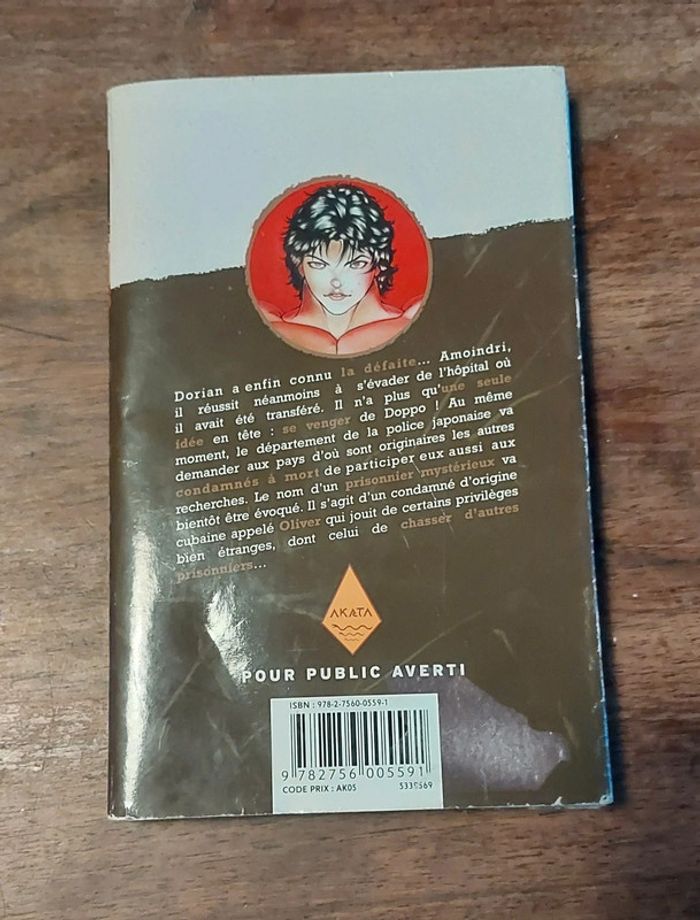 Dorian a enfin connu la défaite... Amoindri,
il réussit néanmoins à s'évader de l'hôpital où
il avait été transféré. Il n'a plus qu'une seule
idée en tête : se venger de Doppo ! Au même
moment, le département de la police japonaise va
demander aux pays d'où sont originaires les autres
condamnés à mort de participer eux aussi aux
recherches. Le nom d'un prisonnier mystérieux va
bientôt être évoqué. Il s'agit d'un condamné d'origine
cubaine appelé Oliver qui jouit de certains privilèges
bien étranges, dont celui de chasser d'autres
prisonniers...
AKATA
POUR PUBLIC AVERTI
ISBN : 978-2-7560-0559-1
9 782756 005591
CODE PRIX : AK05 5335569